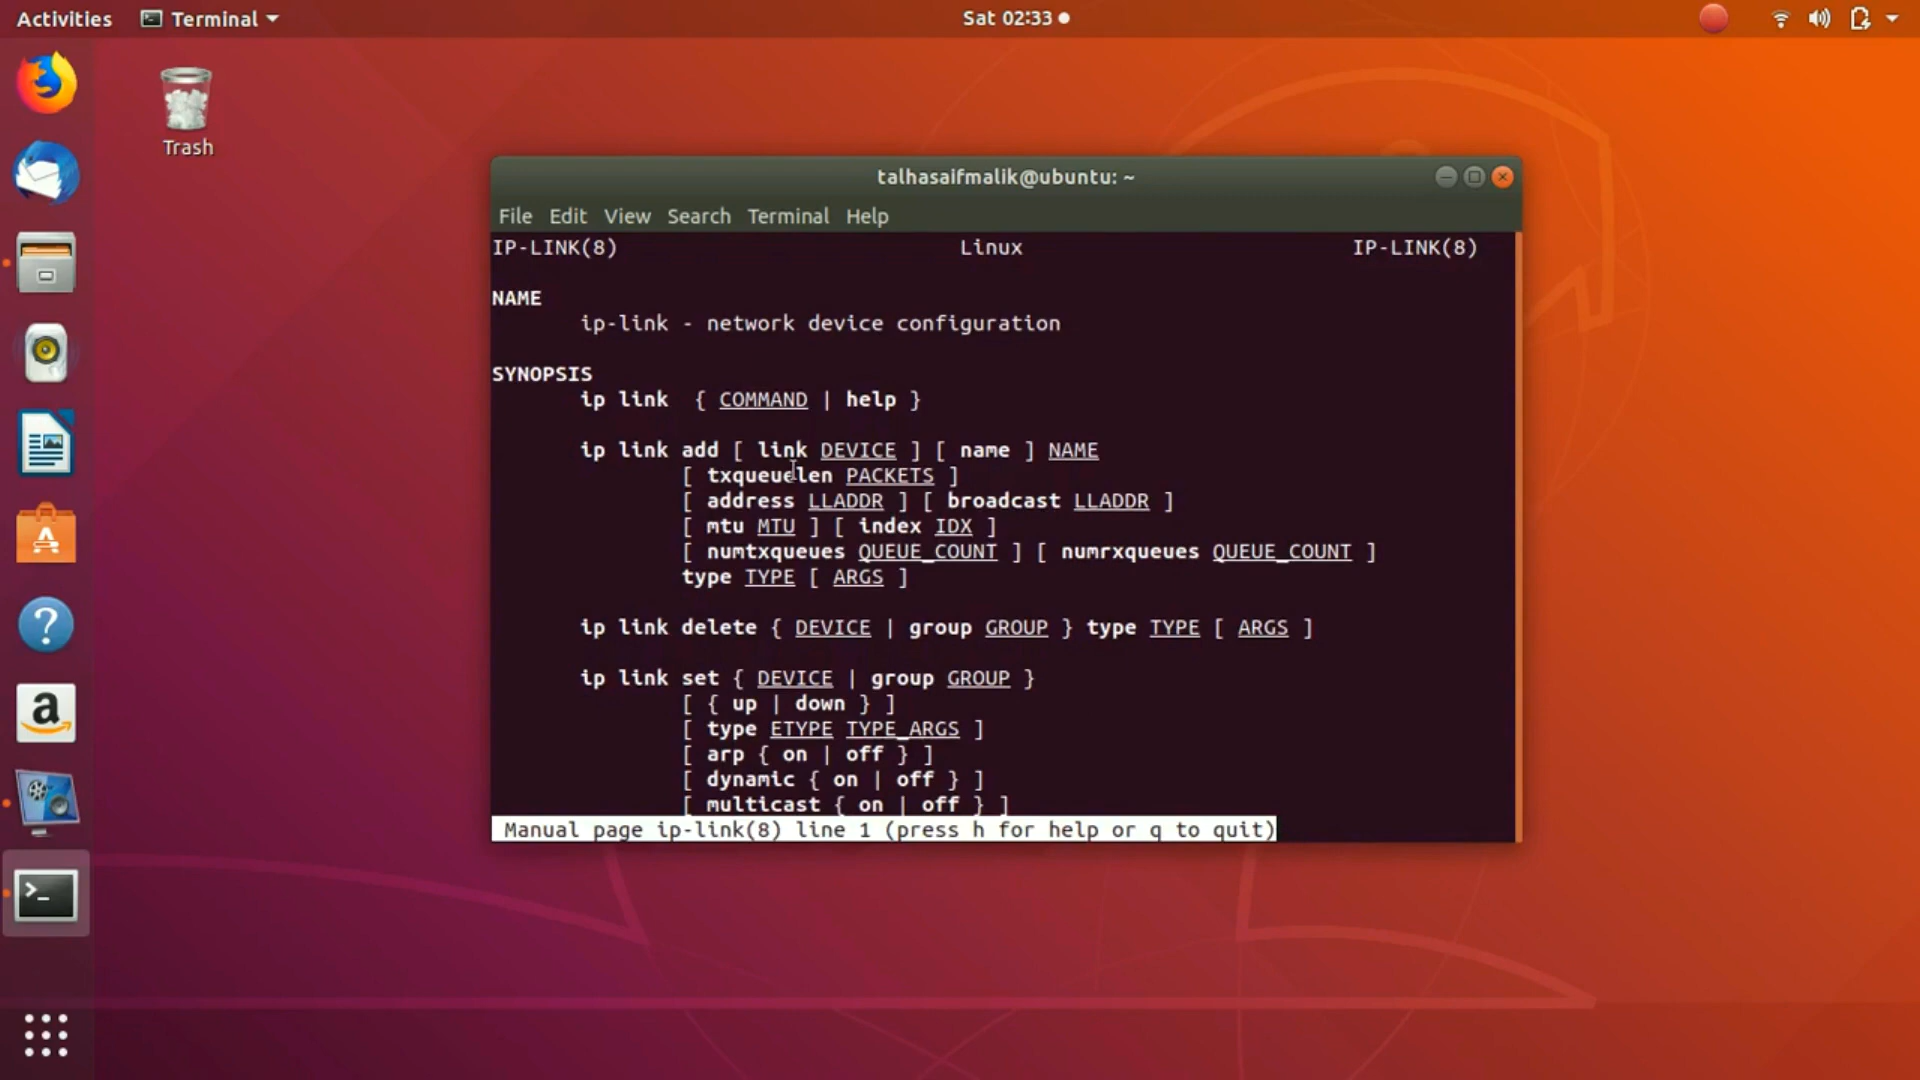 Activities Terminal Sat 02:33
Trash
talhasaifmalik@ubuntu: ~
File Edit View Search Terminal Help
IP-LINK(8) Linux IP-LINK(8)
NAME
ip-link - network device configuration
SYNOPSIS
ip link { COMMAND | help }
ip link add [ link DEVICE ] [ name ] NAME
[ txqueuelen PACKETS ]
[ address LLADDR ] [ broadcast LLADDR ]
[ mtu MTU ] [ index IDX ]
[ numtxqueues QUEUE_COUNT ] [ numrxqueues QUEUE_COUNT ]
type TYPE [ ARGS ]
ip link delete { DEVICE | group GROUP } type TYPE [ ARGS ]
ip link set { DEVICE | group GROUP }
[ { up | down } ]
[ type ETYPE TYPE_ARGS ]
[ arp { on | off } ]
[ dynamic { on | off } ]
[ multicast { on | off } ]
Manual page ip-link(8) line 1 (press h for help or q to quit)